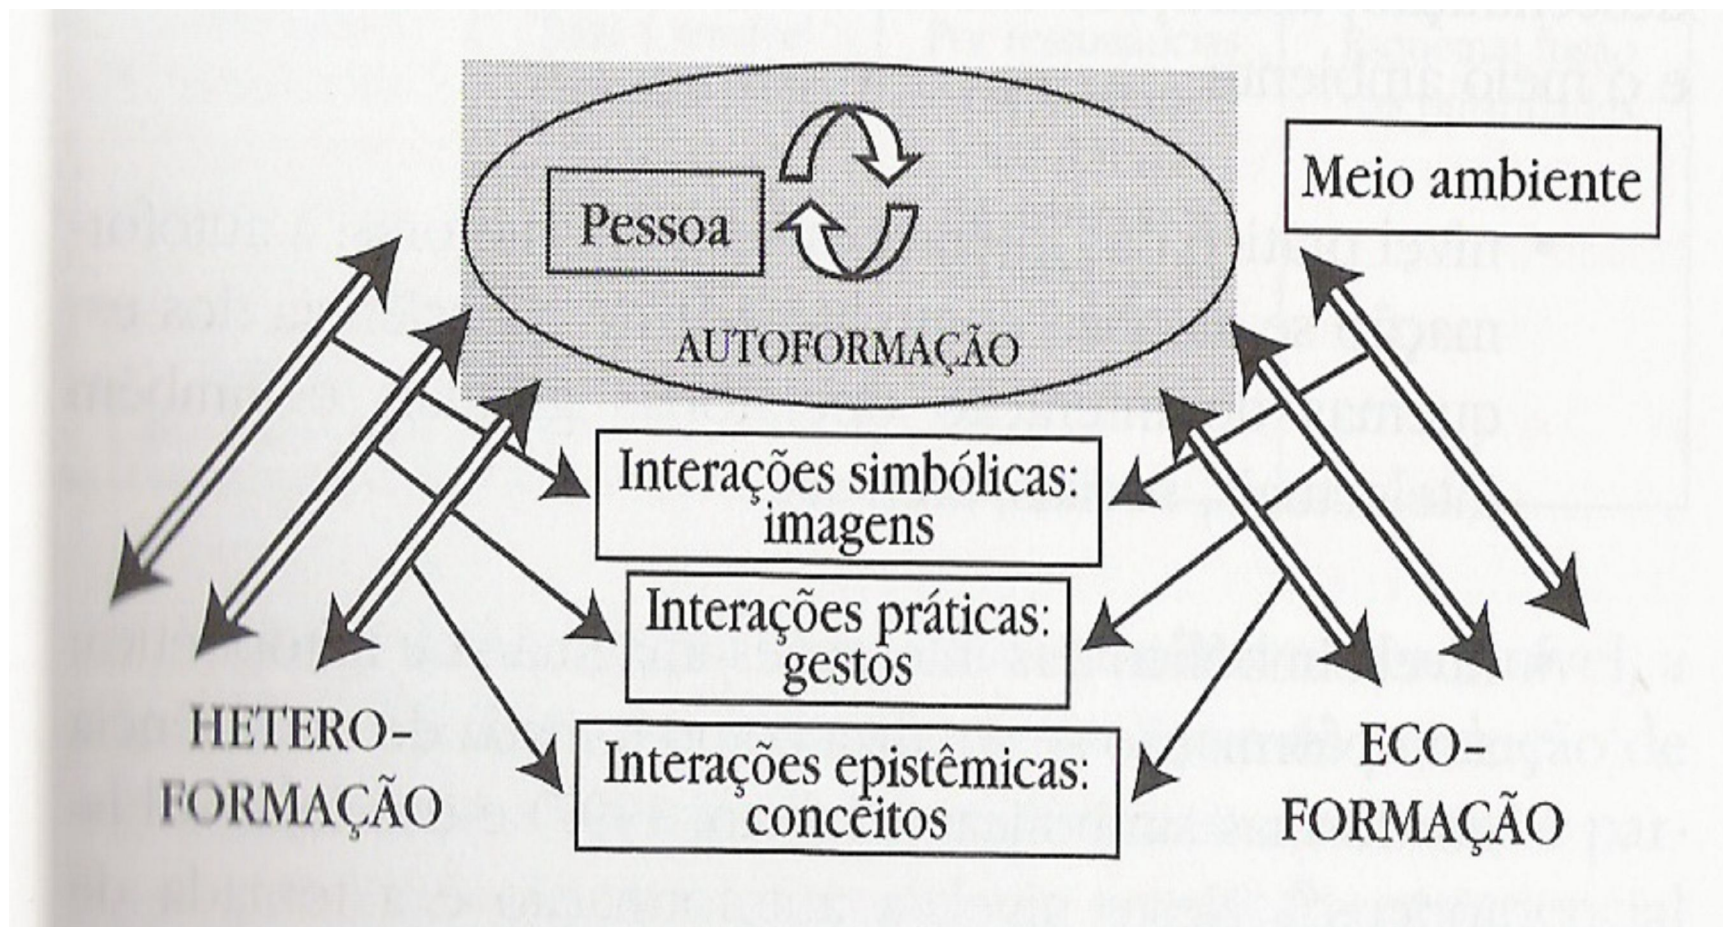 Pessoa
Meio ambiente
AUTOFORMAÇÃO
Interações simbólicas:
imagens
Interações práticas:
gestos
Interações epistêmicas:
conceitos
HETERO-
FORMAÇÃO
ECO-
FORMAÇÃO